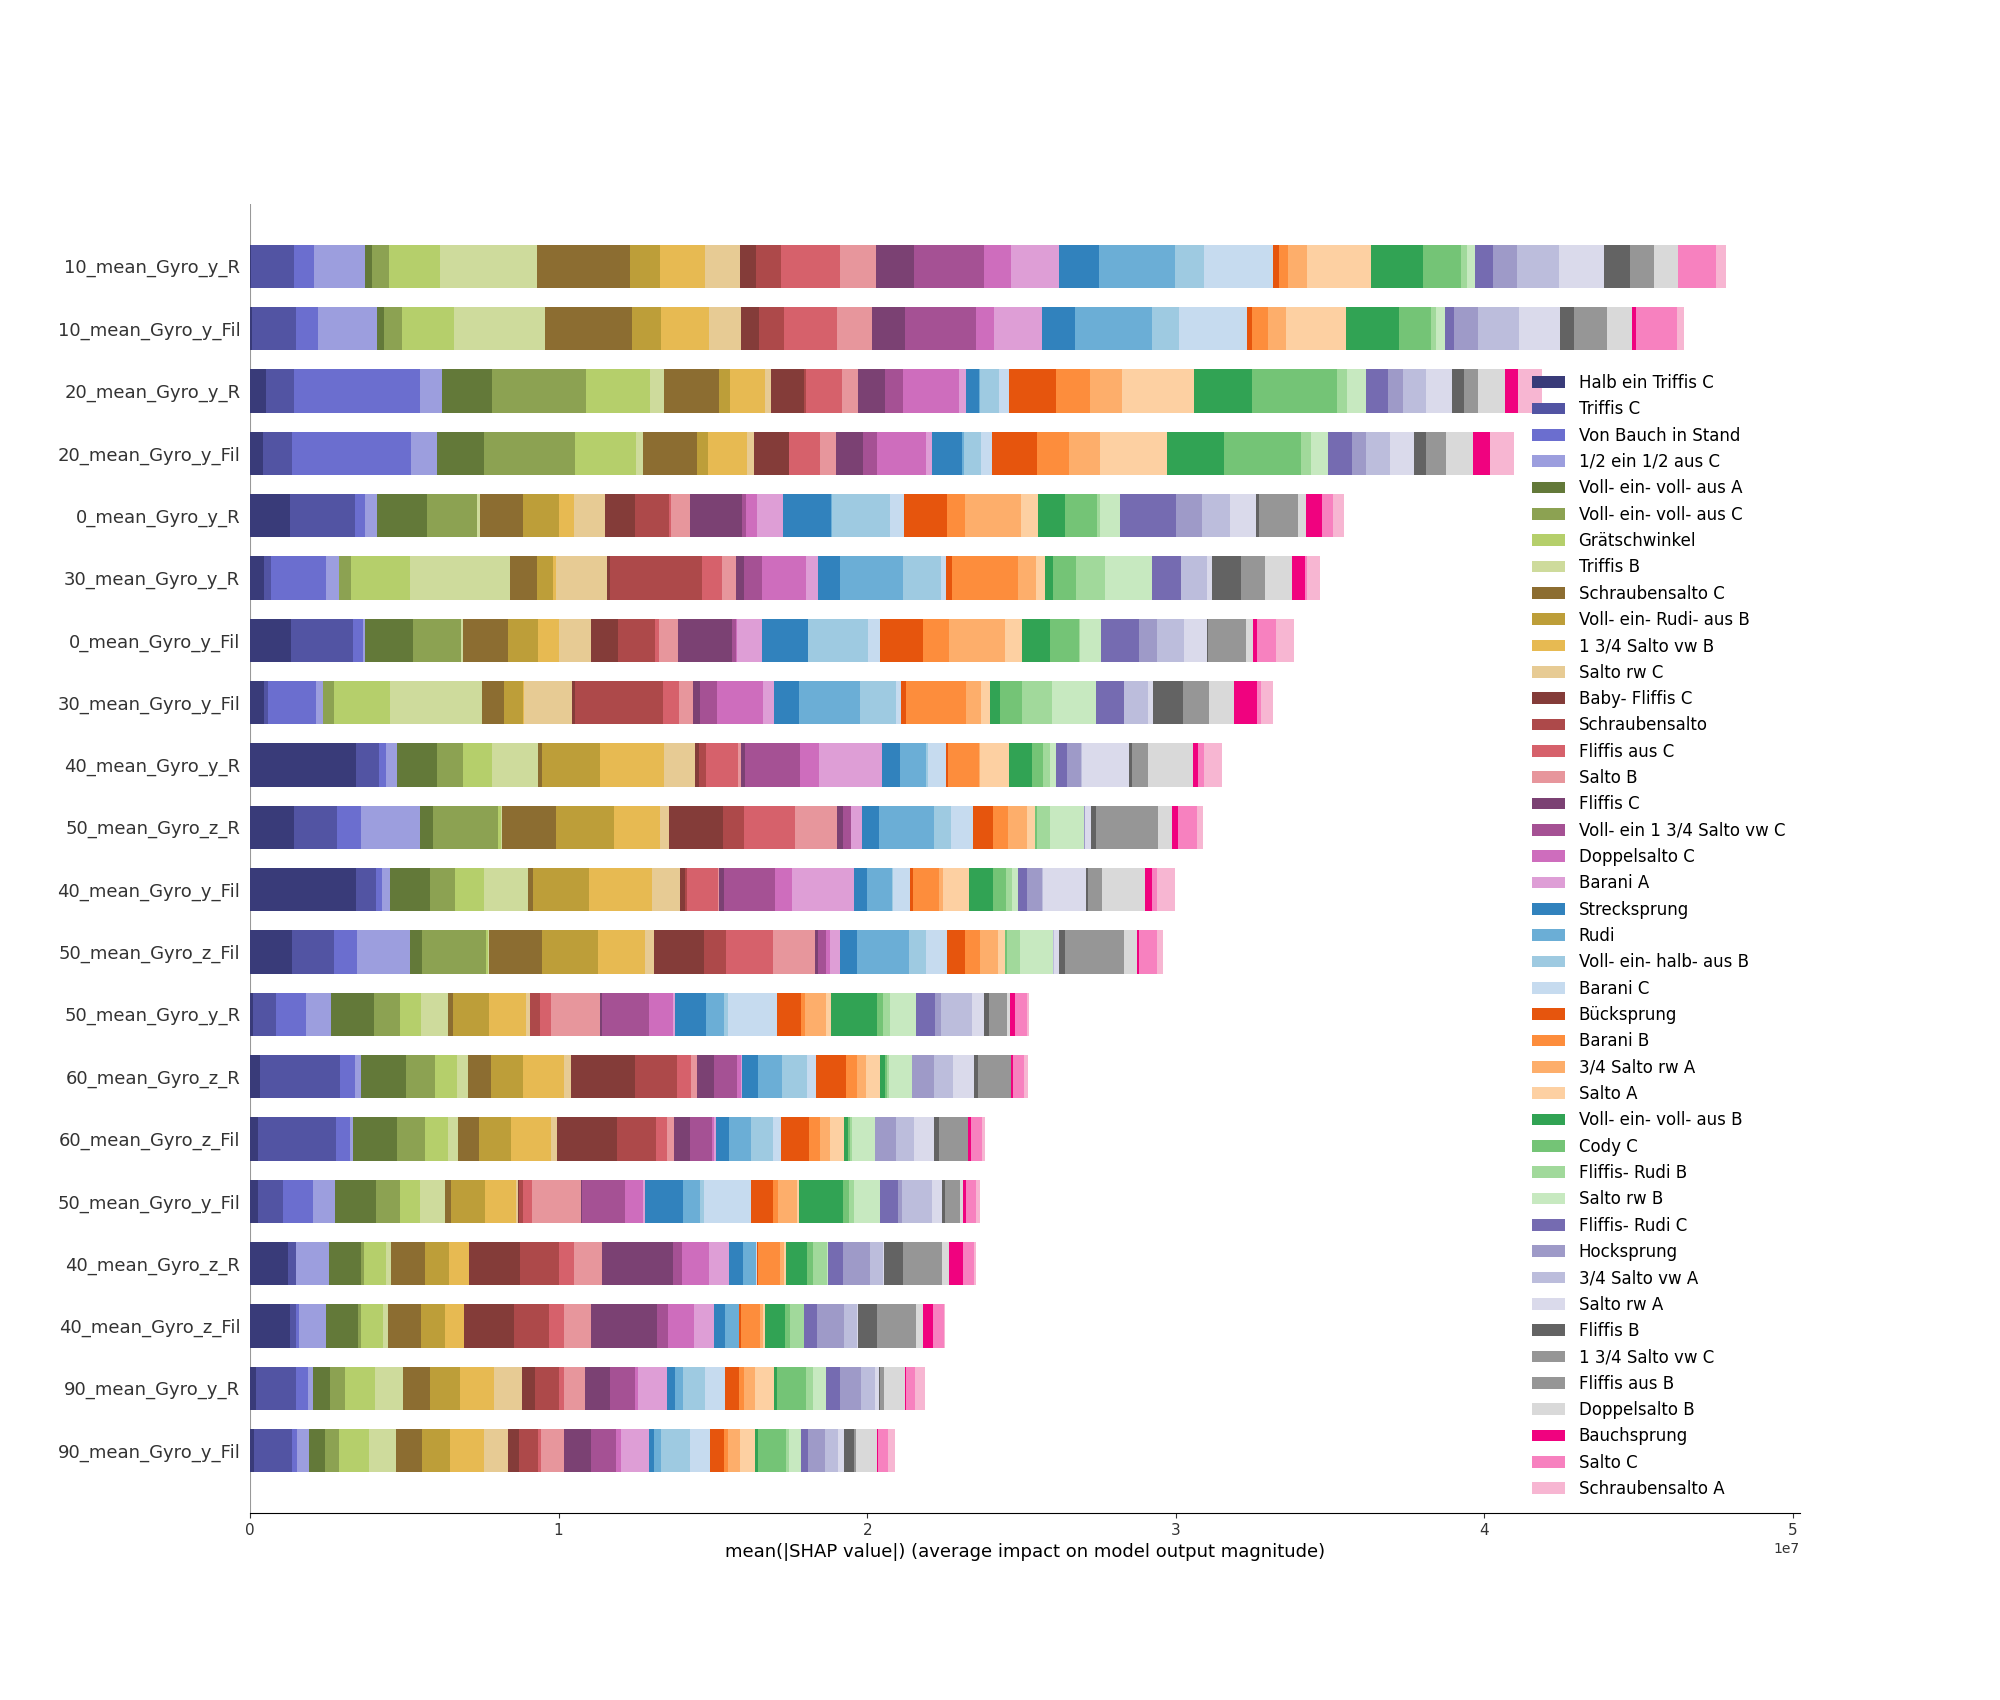 10_mean_Gyro_y_R
10_mean_Gyro_y_Fil
20_mean_Gyro_y_R
20_mean_Gyro_y_Fil
0_mean_Gyro_y_R
30_mean_Gyro_y_R
0_mean_Gyro_y_Fil
30_mean_Gyro_y_Fil
40_mean_Gyro_y_R
50_mean_Gyro_z_R
40_mean_Gyro_y_Fil
50_mean_Gyro_z_Fil
50_mean_Gyro_y_R
60_mean_Gyro_z_R
60_mean_Gyro_z_Fil
50_mean_Gyro_y_Fil
40_mean_Gyro_z_R
40_mean_Gyro_z_Fil
90_mean_Gyro_y_R
90_mean_Gyro_y_Fil
Halb ein Triffis C
Triffis C
Von Bauch in Stand
1/2 ein 1/2 aus C
Voll- ein- voll- aus A
Voll- ein- voll- aus C
Grätschwinkel
Triffis B
Schraubensalto C
Voll- ein- Rudi- aus B
1 3/4 Salto vw B
Salto rw C
Baby- Fliffis C
Schraubensalto
Fliffis aus C
Salto B
Fliffis C
Voll- ein 1 3/4 Salto vw C
Doppelsalto C
Barani A
Strecksprung
Rudi
Voll- ein- halb- aus B
Barani C
Bücksprung
Barani B
3/4 Salto rw A
Salto A
Voll- ein- voll- aus B
Cody C
Fliffis- Rudi B
Salto rw B
Fliffis- Rudi C
Hocksprung
3/4 Salto vw A
Salto rw A
Fliffis B
1 3/4 Salto vw C
Fliffis aus B
Doppelsalto B
Bauchsprung
Salto C
Schraubensalto A
0 1 2 3 4 5
1e7
mean(|SHAP value|) (average impact on model output magnitude)